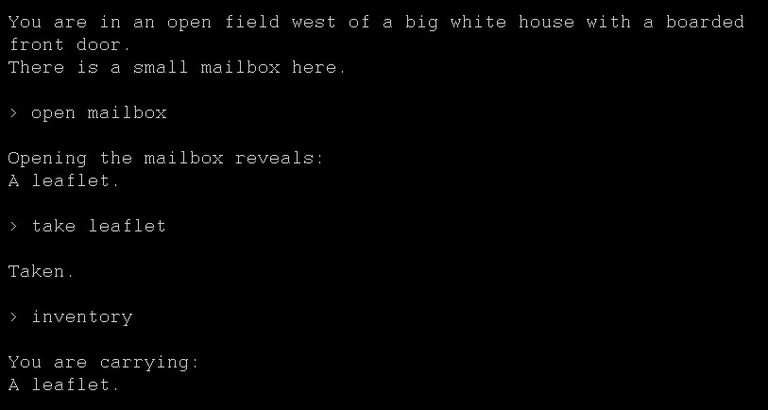 You are in an open field west of a big white house with a boarded
front door.
There is a small mailbox here.
> open mailbox
Opening the mailbox reveals:
A leaflet.
> take leaflet
Taken.
> inventory
You are carrying:
A leaflet.